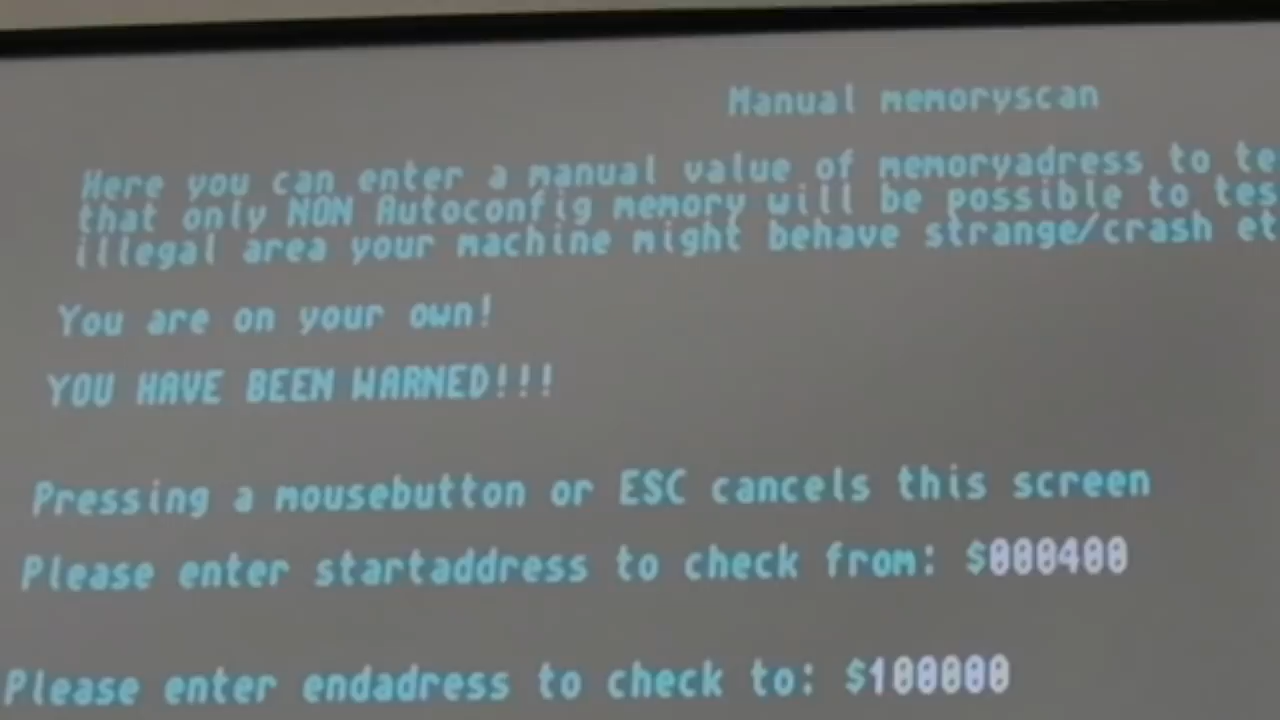 Manual memoryscan
Here you can enter a manual value of memoryadress to te
that only NON Autoconfig memory will be possible to tes
illegal area your machine might behave strange/crash et
You are on your own!
YOU HAVE BEEN WARNED!!!
Pressing a mousebutton or ESC cancels this screen
Please enter startaddress to check from: $000400
Please enter endadress to check to: $100000